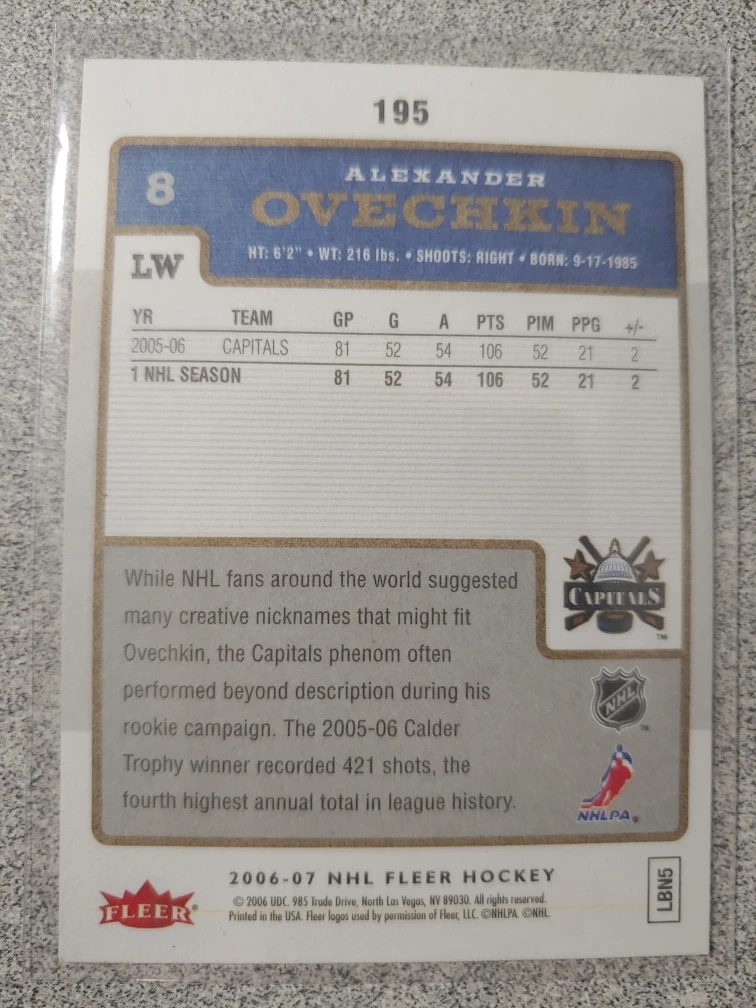 195
8
ALEXANDER
OVECHKIN
HT: 6'2" • WT: 216 lbs. • SHOOTS: RIGHT • BORN: 9-17-1985
LW
YR TEAM GP G A PTS PIM PPG +/-
2005-06 CAPITALS 81 52 54 106 52 21 2
1 NHL SEASON 81 52 54 106 52 21 2
While NHL fans around the world suggested
many creative nicknames that might fit
Ovechkin, the Capitals phenom often
performed beyond description during his
rookie campaign. The 2005-06 Calder
Trophy winner recorded 421 shots, the
fourth highest annual total in league history.
CAPITALS
TM
NHL
TM
NHLPA®
FLEER®
2006-07 NHL FLEER HOCKEY
© 2006 UDC. 985 Trade Drive, North Las Vegas, NV 89030. All rights reserved.
Printed in the USA. Fleer logos used by permission of Fleer, LLC. ©NHLPA. ©NHL.
LBN5